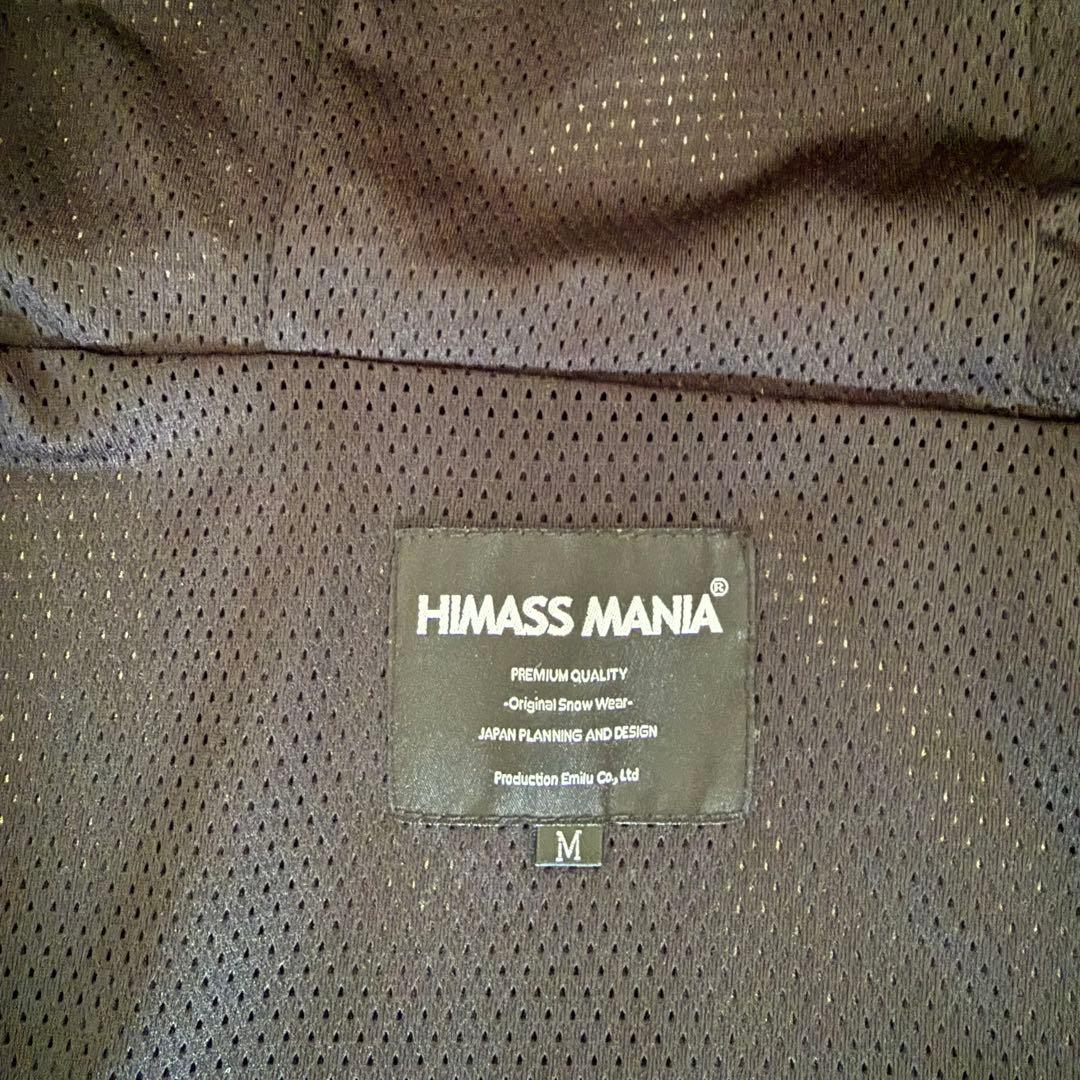 HIMASS MANIA®
PREMIUM QUALITY
-Original Snow Wear-
JAPAN PLANNING AND DESIGN
Production Emilu Co., Ltd
M